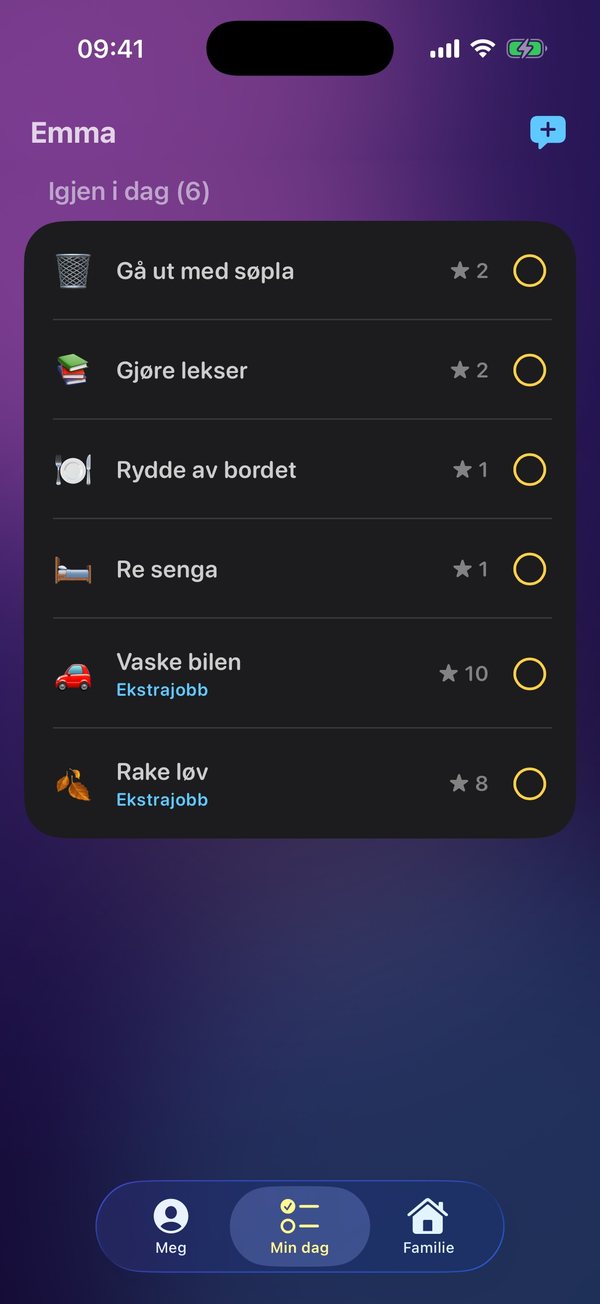 09:41
Emma
Igjen i dag (6)
Gå ut med søpla
★ 2
Gjøre lekser
★ 2
Rydde av bordet
★ 1
Re senga
★ 1
Vaske bilen
Ekstrajobb
★ 10
Rake løv
Ekstrajobb
★ 8
Meg
Min dag
Familie